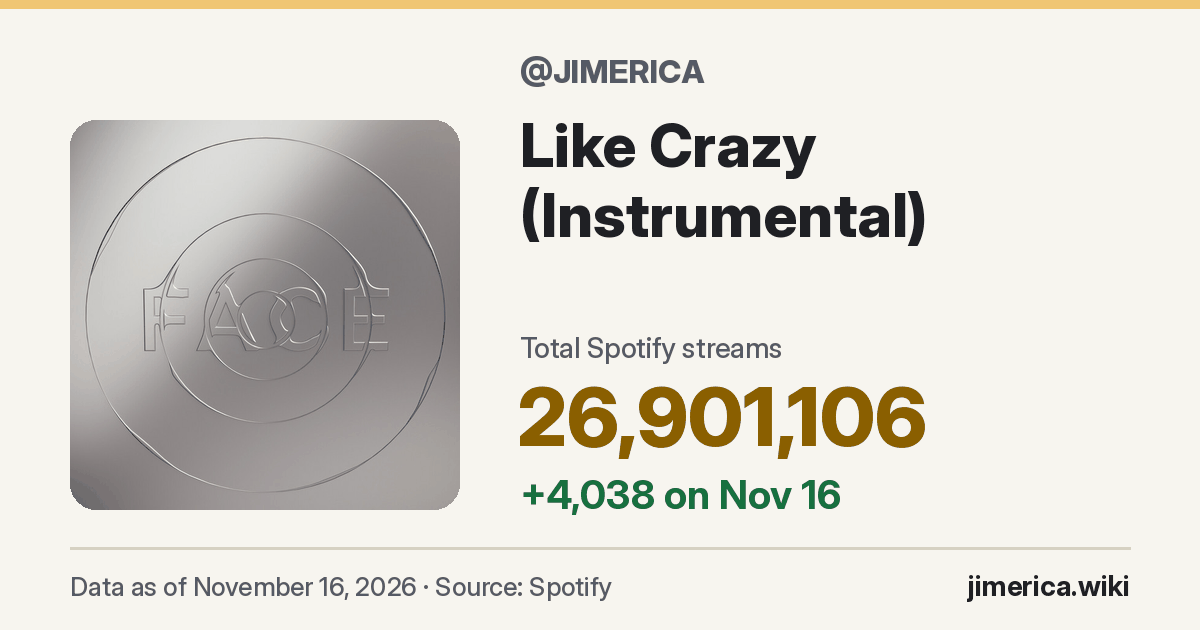 @JIMERICA
Like Crazy
(Instrumental)
FACE
Total Spotify streams
26,901,106
+4,038 on Nov 16
Data as of November 16, 2026 · Source: Spotify
jimerica.wiki